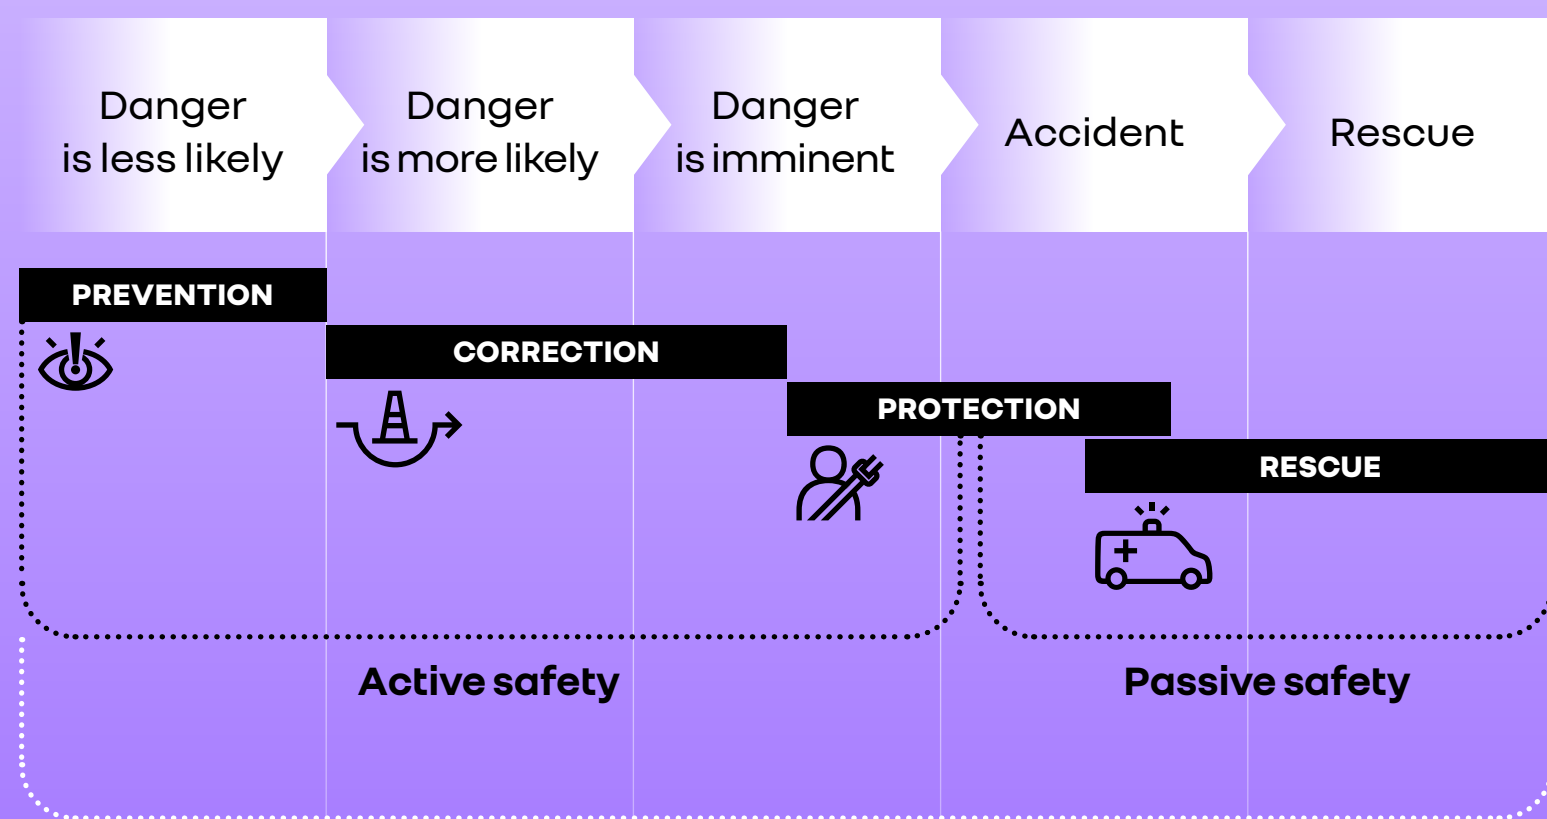 Danger
is less likely
Danger
is more likely
Danger
is imminent
Accident
Rescue
PREVENTION
CORRECTION
PROTECTION
RESCUE
Active safety
Passive safety